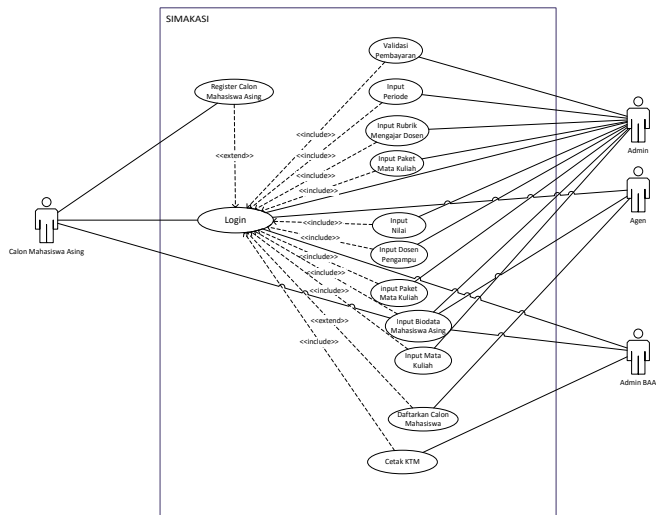 SIMAKASI
Validasi
Pembayaran
Register Calon
Mahasiswa Asing
Input
Periode
Input Rubrik
Mengajar Dosen
<<include>>
<<include>>
<<extend>>
<<include>>
Input Paket
Mata Kuliah
<<include>>
Admin
Login
Agen
Calon Mahasiswa Asing
<<include>>
Input
Nilai
<<include>>
Input Dosen
Pengampu
<<include>>
<<include>>
input Paket
Mata Kuliah
<<include>>
<<extend>>
Input Biodata
Mahasiswa Asing
<<include>>
Input Mata
Kuliah
Admin BAA
Daftarkan Calon
Mahasiswa
Cetak KTM